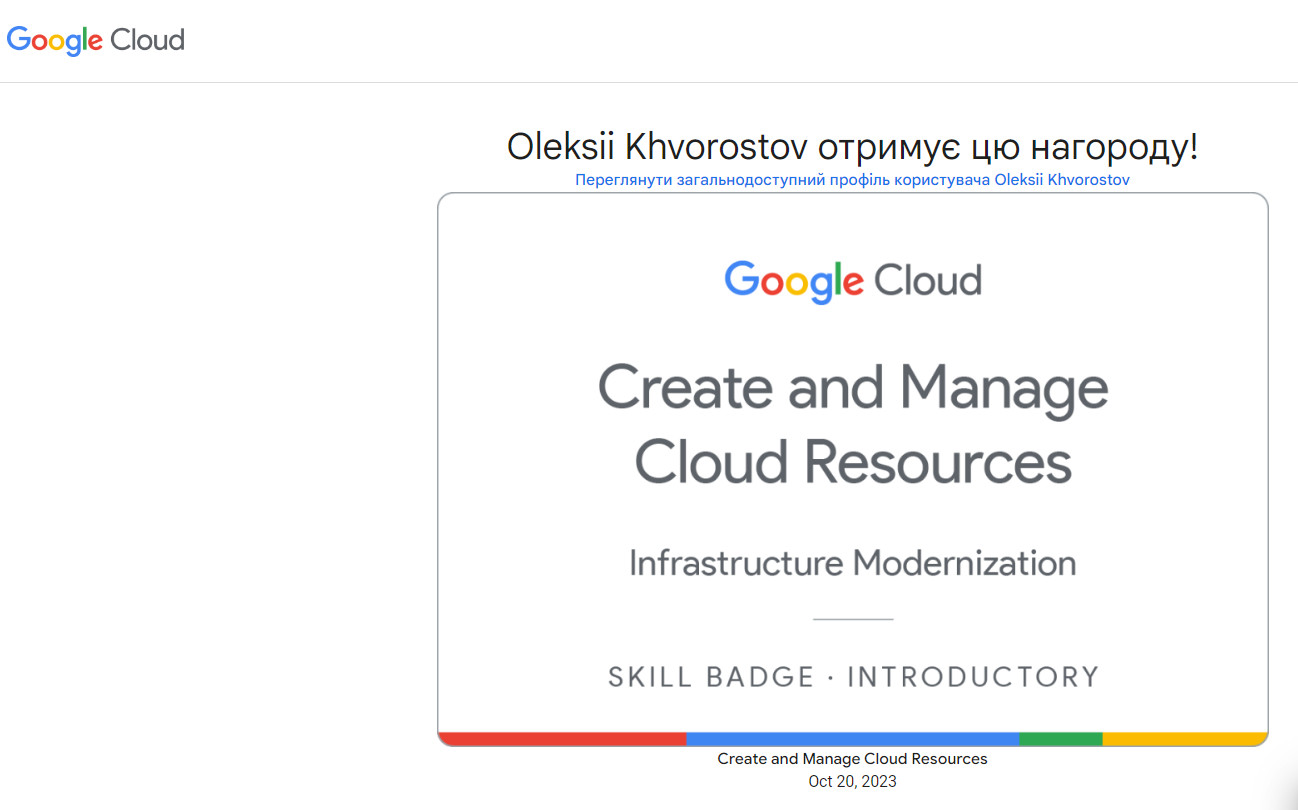 Google Cloud
Oleksii Khvorostov отримує цю нагороду!
Переглянути загальнодоступний профіль користувача Oleksii Khvorostov
Google Cloud
Create and Manage
Cloud Resources
Infrastructure Modernization
SKILL BADGE · INTRODUCTORY
Create and Manage Cloud Resources
Oct 20, 2023